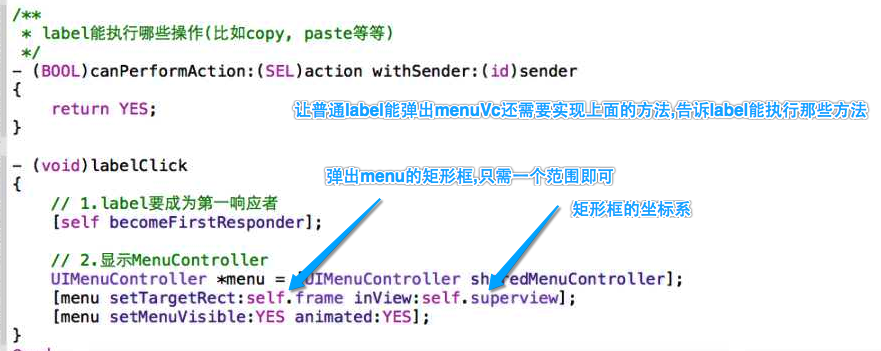 /**
 * label能执行哪些操作(比如copy, paste等等)
 */
- (BOOL)canPerformAction:(SEL)action withSender:(id)sender
{
    return YES;
让普通label能弹出menuVc还需要实现上面的方法,告诉label能执行那些方法
}
- (void)labelClick
{
弹出menu的矩形框,只需一个范围即可
    // 1.label要成为第一响应者
矩形框的坐标系
    [self becomeFirstResponder];
    // 2.显示MenuController
    UIMenuController *menu = [UIMenuController sharedMenuController];
    [menu setTargetRect:self.frame inView:self.superview];
    [menu setMenuVisible:YES animated:YES];
}